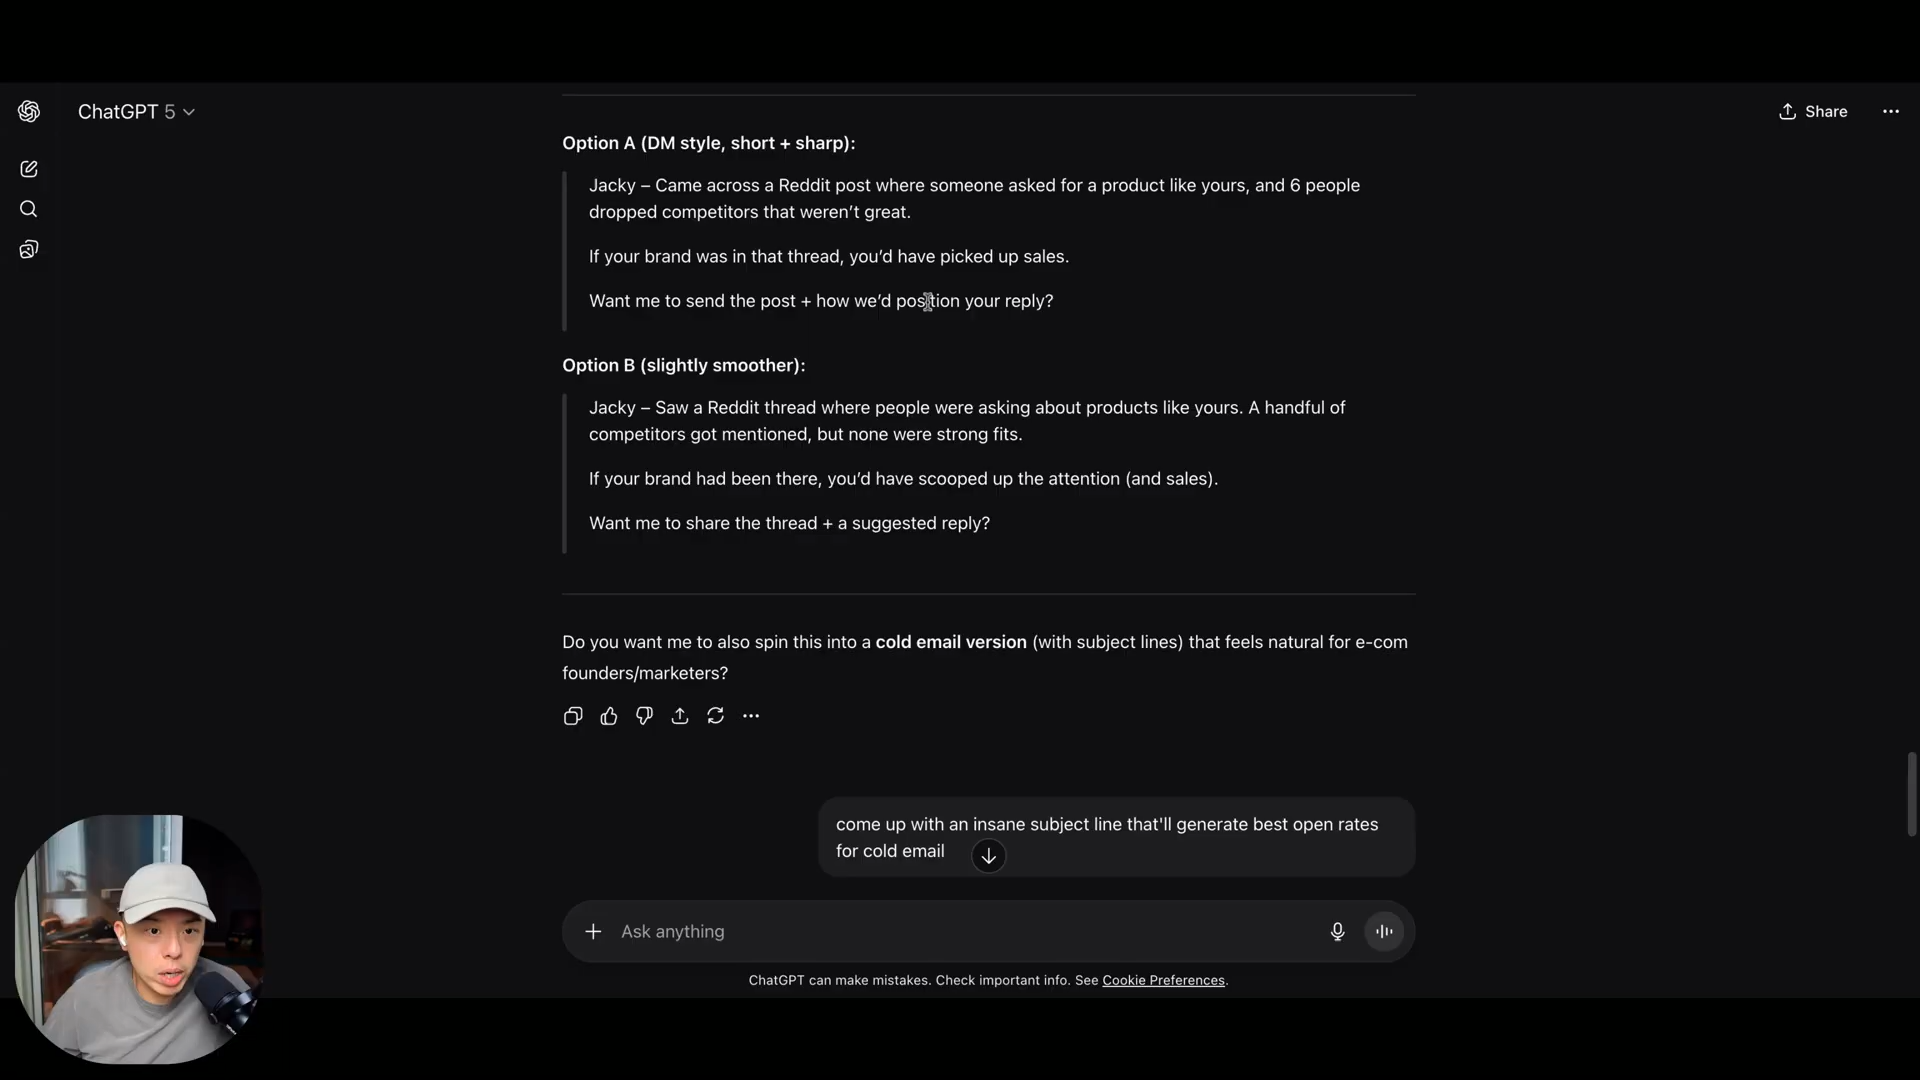 ChatGPT 5
Share
Option A (DM style, short + sharp):
Jacky – Came across a Reddit post where someone asked for a product like yours, and 6 people
dropped competitors that weren’t great.
If your brand was in that thread, you’d have picked up sales.
Want me to send the post + how we’d position your reply?
Option B (slightly smoother):
Jacky – Saw a Reddit thread where people were asking about products like yours. A handful of
competitors got mentioned, but none were strong fits.
If your brand had been there, you’d have scooped up the attention (and sales).
Want me to share the thread + a suggested reply?
Do you want me to also spin this into a cold email version (with subject lines) that feels natural for e-com
founders/marketers?
come up with an insane subject line that'll generate best open rates
for cold email
Ask anything
ChatGPT can make mistakes. Check important info. See Cookie Preferences.